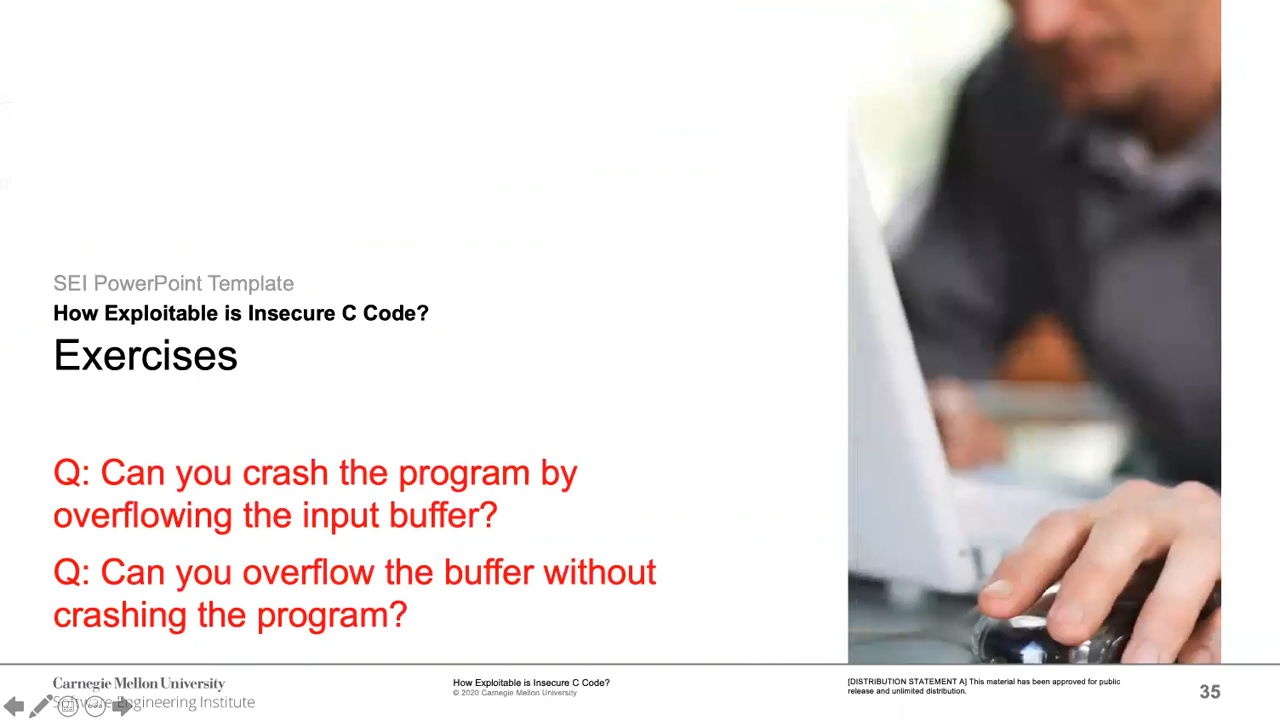 SEI PowerPoint Template
How Exploitable is Insecure C Code?
Exercises
Q: Can you crash the program by
overflowing the input buffer?
Q: Can you overflow the buffer without
crashing the program?
Carnegie Mellon University
Software Engineering Institute
How Exploitable is Insecure C Code?
© 2020 Carnegie Mellon University
[DISTRIBUTION STATEMENT A] This material has been approved for public
release and unlimited distribution.
35